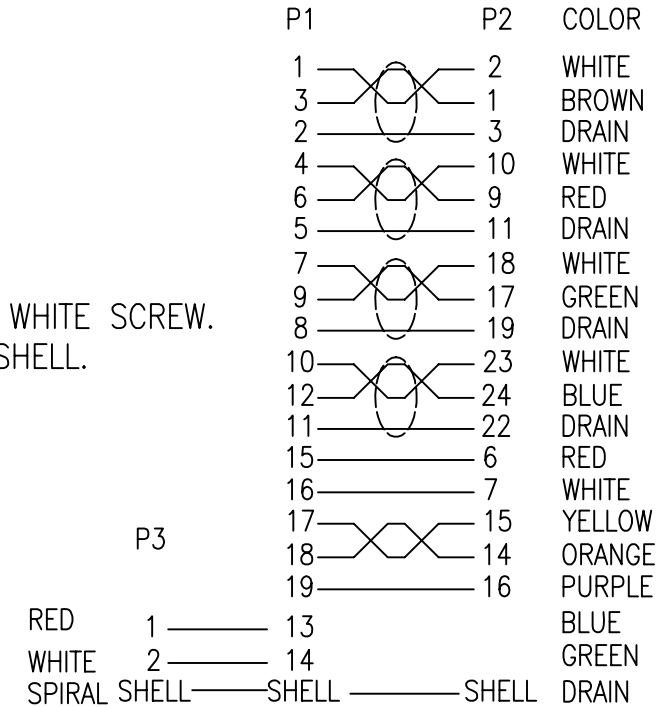 P1 P2 COLOR
1 2 WHITE
3 1 BROWN
2 3 DRAIN
4 10 WHITE
6 9 RED
5 11 DRAIN
7 18 WHITE
9 17 GREEN
WHITE SCREW.
8 19 DRAIN
SHELL.
10 23 WHITE
12 24 BLUE
11 22 DRAIN
15 6 RED
16 7 WHITE
17 15 YELLOW
P3
18 14 ORANGE
19 16 PURPLE
RED 1 13 BLUE
WHITE 2 14 GREEN
SPIRAL SHELL SHELL SHELL DRAIN